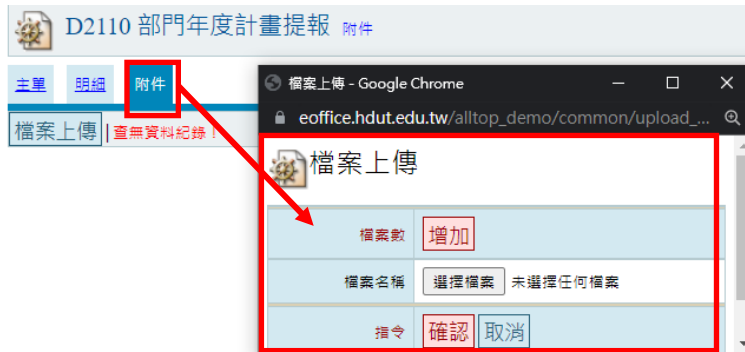 D2110 部門年度計畫提報 附件
主單 明細 附件
檔案上傳 | 查無資料紀錄！
檔案上傳 - Google Chrome
eoffice.hdut.edu.tw/alltop_demo/common/upload_...
檔案上傳
檔案數 增加
檔案名稱 選擇檔案 未選擇任何檔案
指令 確認 取消